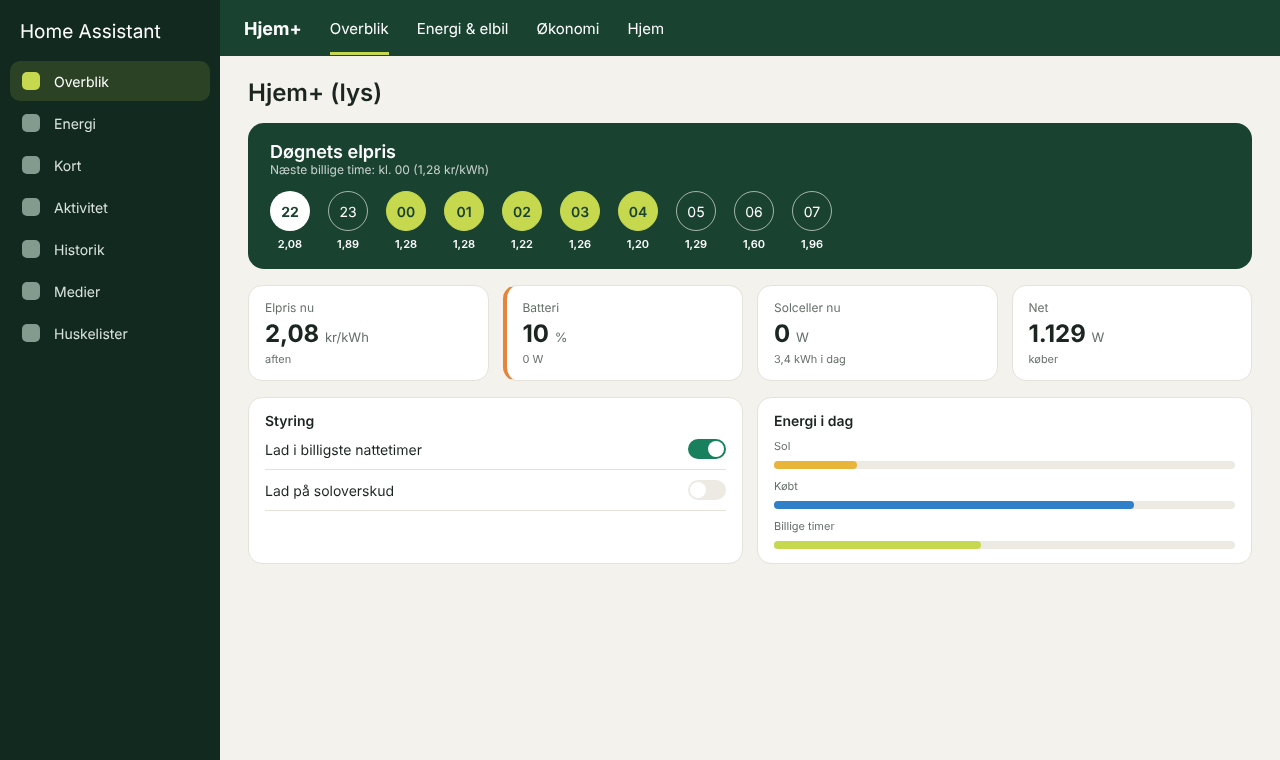 Home Assistant
Overblik
Energi
Kort
Aktivitet
Historik
Medier
Huskelister
Hjem+ Overblik Energi & elbil Økonomi Hjem
Hjem+ (lys)
Døgnets elpris
Næste billige time: kl. 00 (1,28 kr/kWh)
22 23 00 01 02 03 04 05 06 07
2,08 1,89 1,28 1,28 1,22 1,26 1,20 1,29 1,60 1,96
Elpris nu
2,08 kr/kWh
aften
Batteri
10 %
0 W
Solceller nu
0 W
3,4 kWh i dag
Net
1.129 W
køber
Styring
Lad i billigste nattetimer
Lad på soloverskud
Energi i dag
Sol
Købt
Billige timer